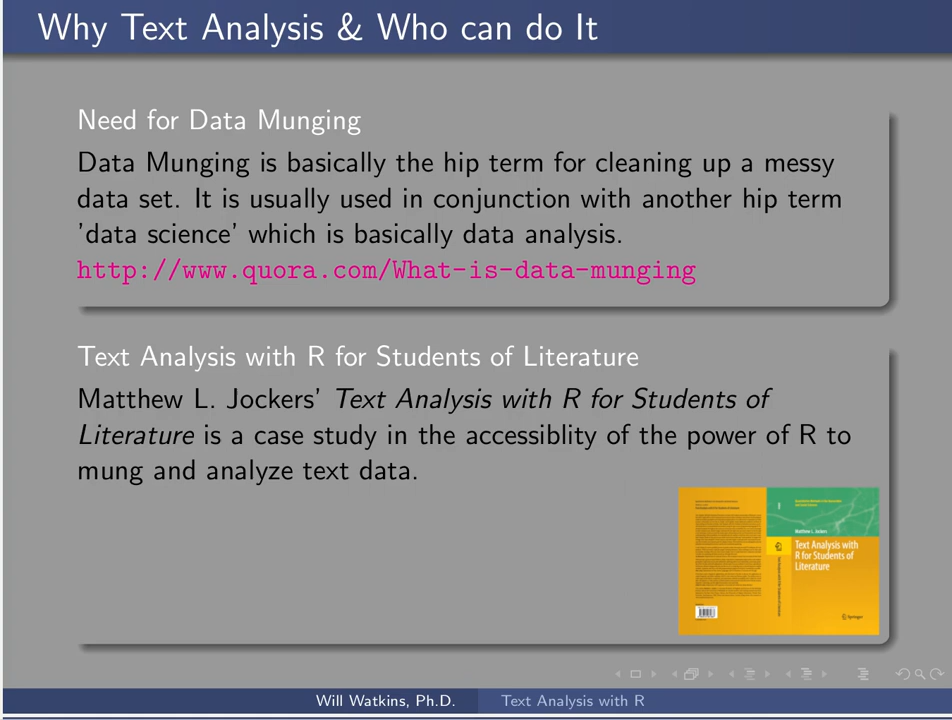 Why Text Analysis & Who can do It
Need for Data Munging
Data Munging is basically the hip term for cleaning up a messy
data set. It is usually used in conjunction with another hip term
'data science' which is basically data analysis.
http://www.quora.com/What-is-data-munging
Text Analysis with R for Students of Literature
Matthew L. Jockers' Text Analysis with R for Students of
Literature is a case study in the accessiblity of the power of R to
mung and analyze text data.
Matthew L. Jockers
Text Analysis with
R for Students of
Literature
Springer
Will Watkins, Ph.D.
Text Analysis with R